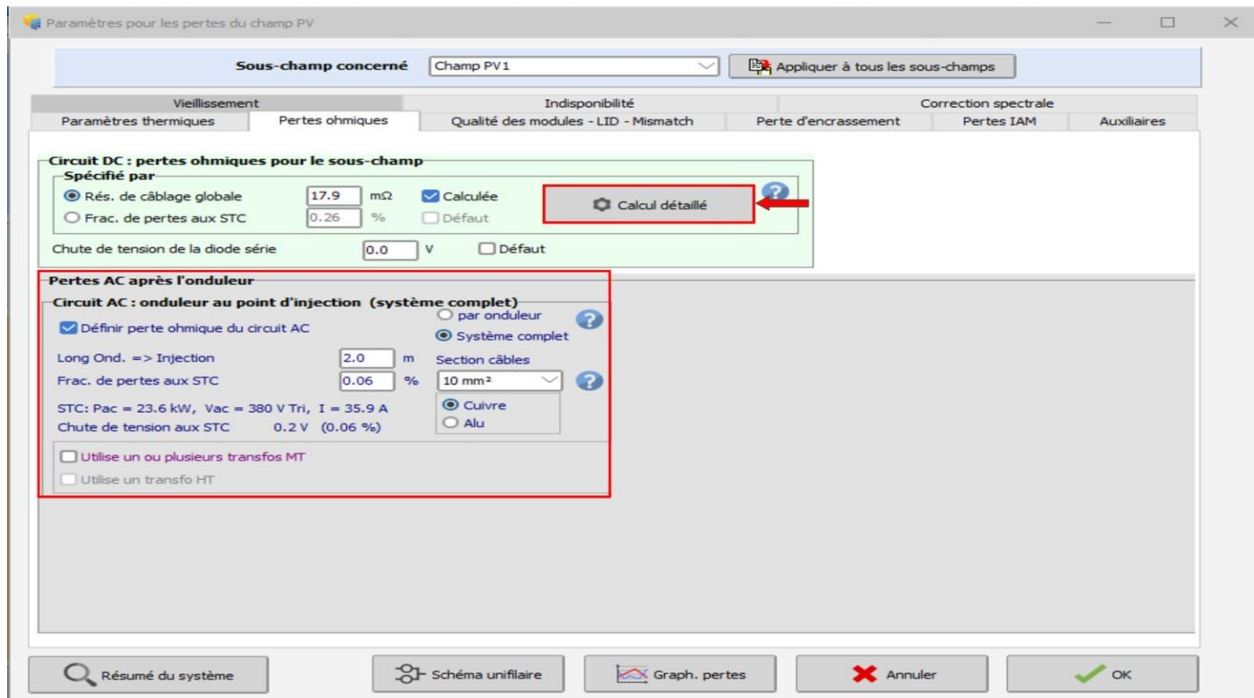 Paramètres pour les pertes du champ PV
Sous-champ concerné Champ PV1 Appliquer à tous les sous-champs
Vieillissement Indisponibilité Correction spectrale
Paramètres thermiques Pertes ohmiques Qualité des modules - LID - Mismatch Perte d'encrassement Pertes IAM Auxiliaires
Circuit DC : pertes ohmiques pour le sous-champ
Spécifié par
Rés. de câblage globale 17.9 mΩ Calculée
Calcul détaillé
?
Frac. de pertes aux STC 0.26 % Défaut
Chute de tension de la diode série 0.0 V Défaut
Pertes AC après l'onduleur
Circuit AC : onduleur au point d'injection (système complet)
Définir perte ohmique du circuit AC
par onduleur
Système complet
?
Long Ond. => Injection 2.0 m Section câbles
Frac. de pertes aux STC 0.06 % 10 mm² ?
STC: Pac = 23.6 kW, Vac = 380 V Tri, I = 35.9 A Cuivre
Chute de tension aux STC 0.2 V (0.06 %) Alu
Utilise un ou plusieurs transfos MT
Utilise un transfo HT
Résumé du système Schéma unifilaire Graph. pertes Annuler OK